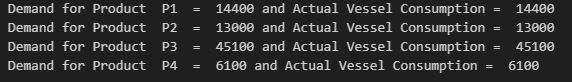 Demand for Product  P1  =  14400 and Actual Vessel Consumption =  14400
Demand for Product  P2  =  13000 and Actual Vessel Consumption =  13000
Demand for Product  P3  =  45100 and Actual Vessel Consumption =  45100
Demand for Product  P4  =  6100 and Actual Vessel Consumption =  6100